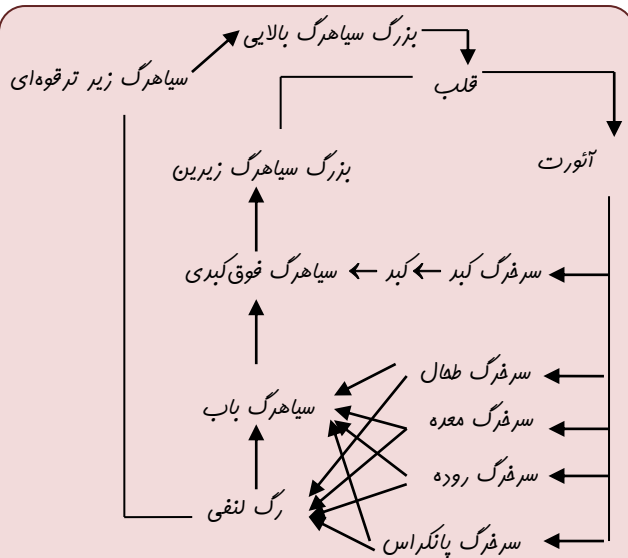 بزرگ سیاهرگ بالایی
سیاهرگ زیر ترقوه‌ای
قلب
آئورت
بزرگ سیاهرگ زیرین
سرخرگ کبد ← کبد ← سیاهرگ فوق‌کبدی
سرخرگ طحال
سیاهرگ باب
سرخرگ معده
سرخرگ روده
رگ لنفی
سرخرگ پانکراس